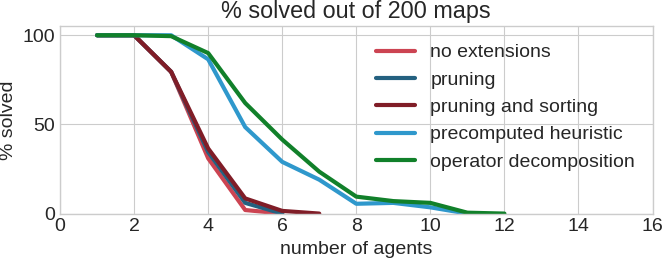 % solved out of 200 maps
100
50
0
% solved
no extensions
pruning
pruning and sorting
precomputed heuristic
operator decomposition
0 2 4 6 8 10 12 14 16
number of agents